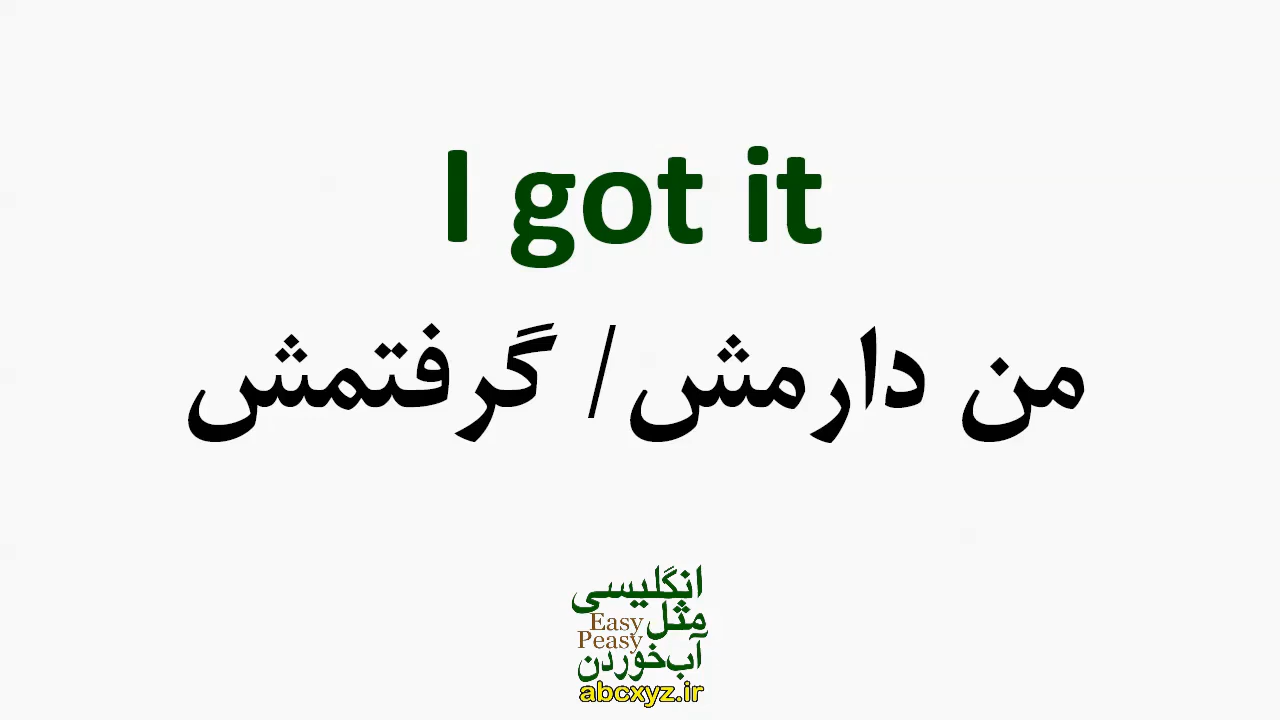 I got it
من دارمش / گرفتمش
انگلیسی
مثل Easy
Peasy
آب‌خوردن
abcxyz.ir